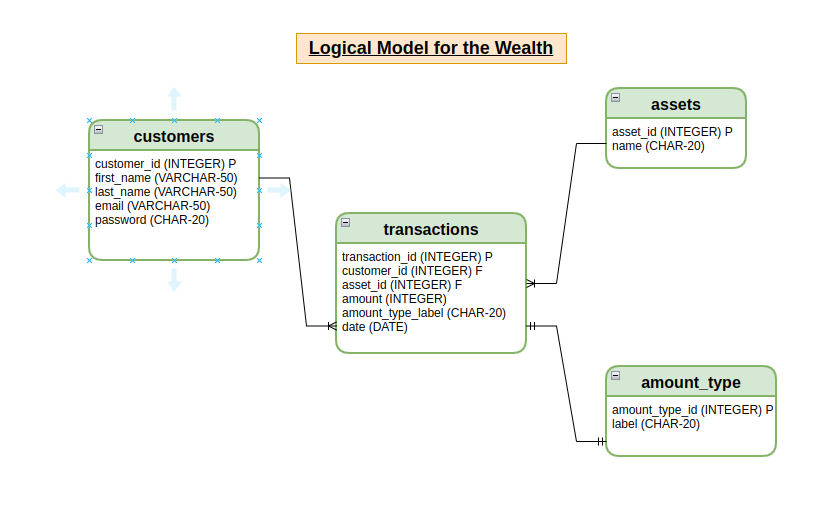 Logical Model for the Wealth
customers
customer_id (INTEGER) P
first_name (VARCHAR-50)
last_name (VARCHAR-50)
email (VARCHAR-50)
password (CHAR-20)
transactions
transaction_id (INTEGER) P
customer_id (INTEGER) F
asset_id (INTEGER) F
amount (INTEGER)
amount_type_label (CHAR-20)
date (DATE)
assets
asset_id (INTEGER) P
name (CHAR-20)
amount_type
amount_type_id (INTEGER) P
label (CHAR-20)